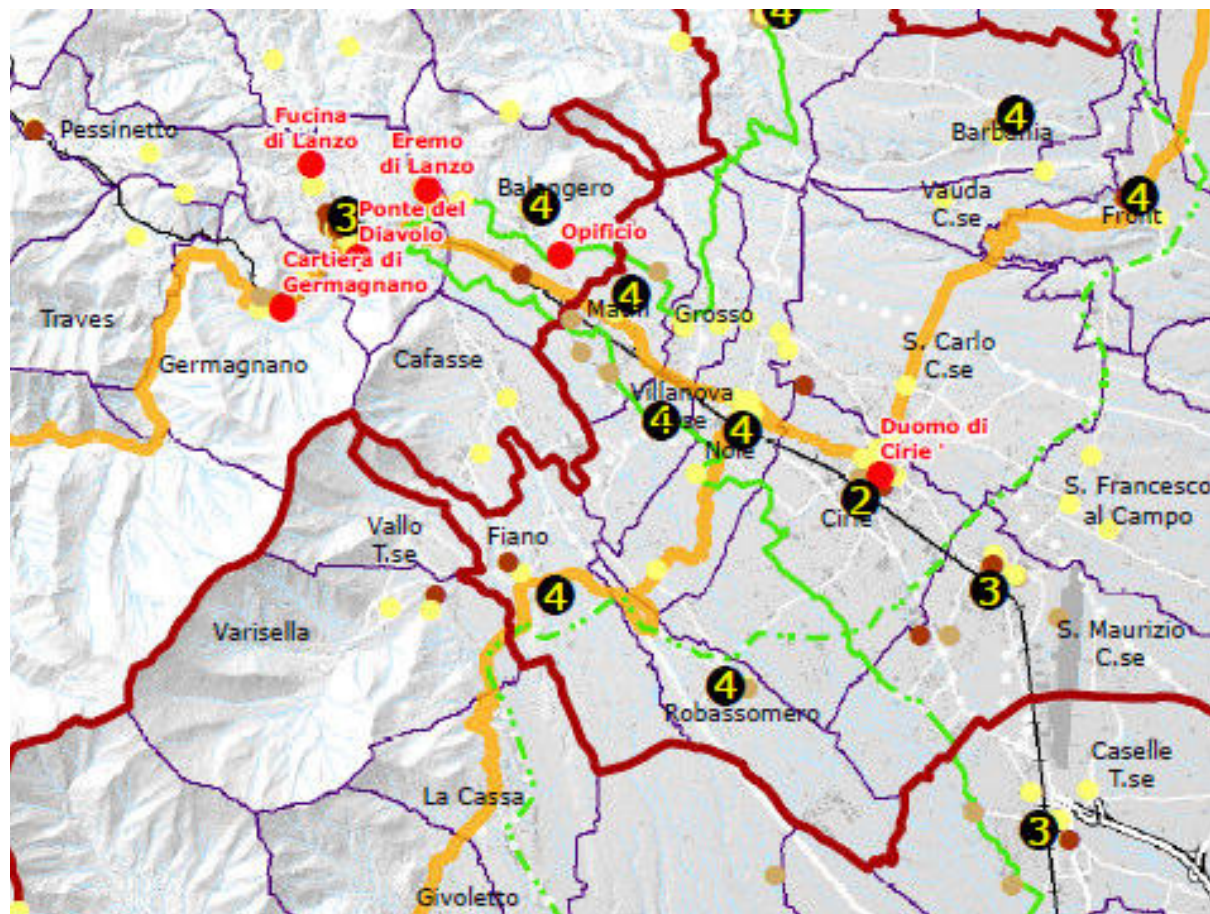 4
Pessinetto
Fucina
di Lanzo
Eremo
di Lanzo
4
Barbania
Balangero
4
Vauda
C.se
4
Front
3
Ponte del
Diavolo
Opificio
Cartiera di
Germagnano
4
Grosso
Traves
Germagnano
Cafasse
S. Carlo
C.se
Villanova
4
4
Nole
Duomo di
Cirie '
2
Cirie
S. Francesco
al Campo
Vallo
T.se
Fiano
4
3
Varisella
S. Maurizio
C.se
4
Robassomero
Caselle
T.se
La Cassa
3
Givoletto